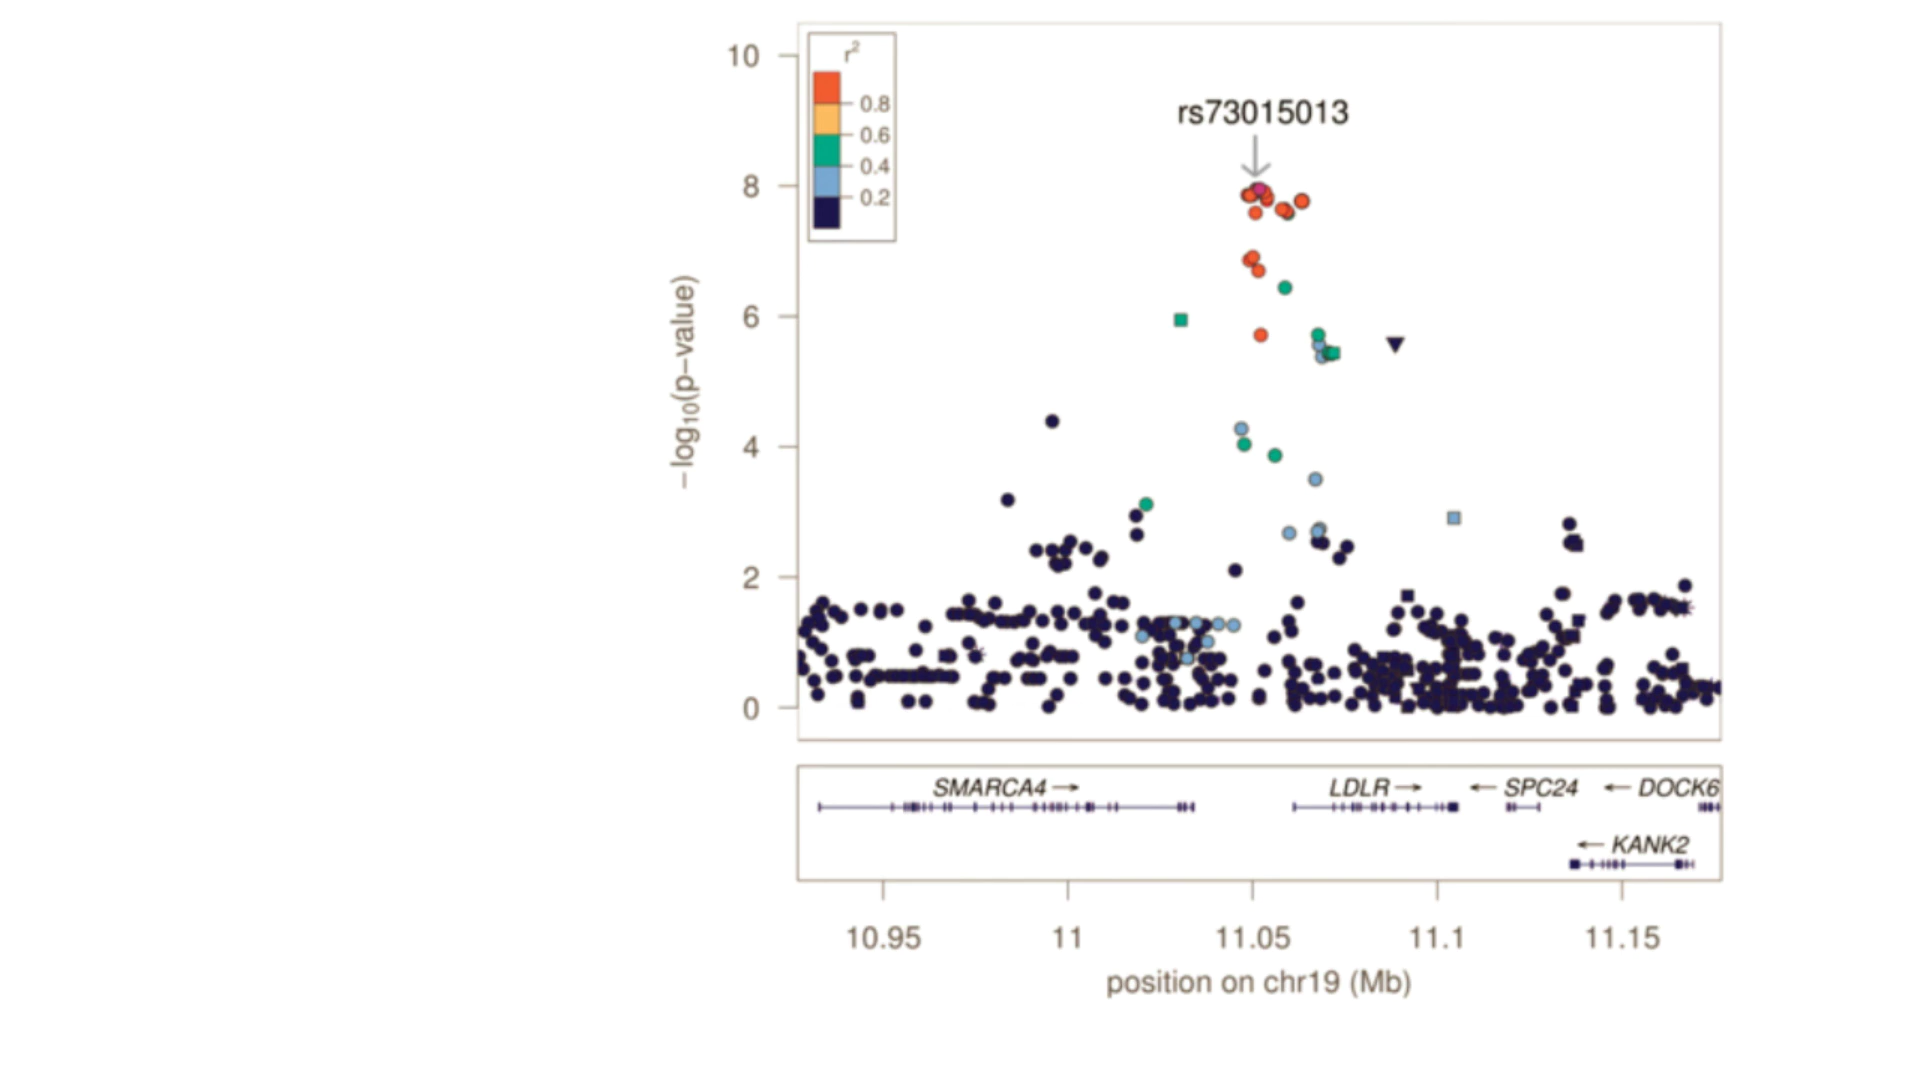 r2
0.8
0.6
0.4
0.2
rs73015013
10
8
6
4
2
0
−log10(p−value)
SMARCA4 →
LDLR →
← SPC24
← DOCK6
← KANK2
10.95 11 11.05 11.1 11.15
position on chr19 (Mb)